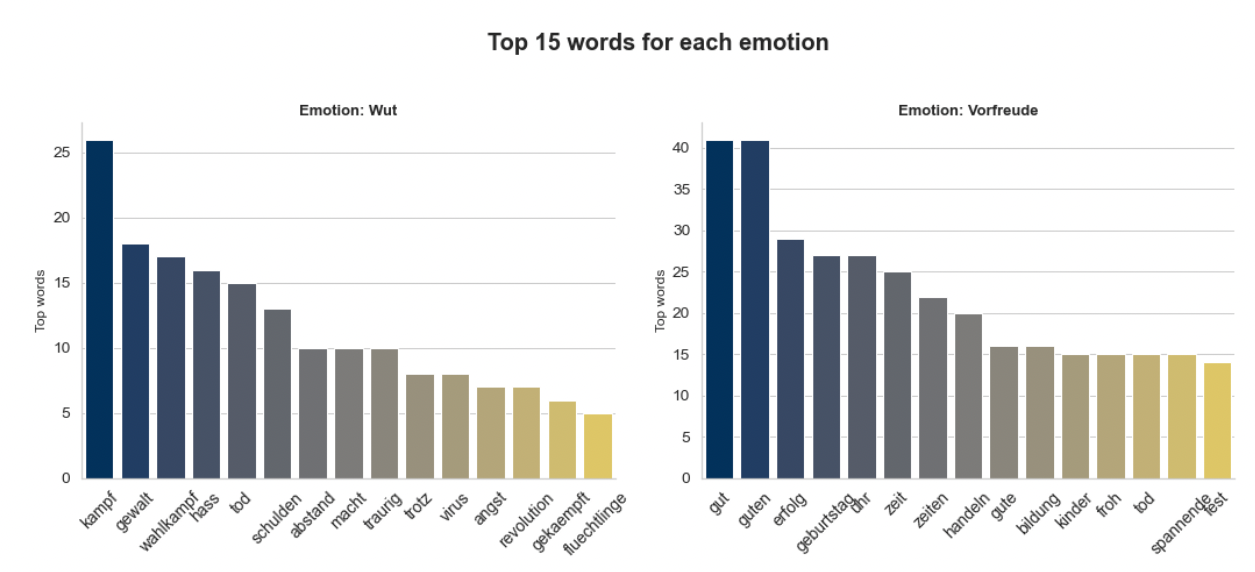 Top 15 words for each emotion
Emotion: Wut
Top words
25
20
15
10
5
0
kampf
gewalt
wahlkampf
hass
tod
schulden
abstand
macht
traurig
trotz
virus
angst
revolution
gekaempft
fluechtlinge
Emotion: Vorfreude
Top words
40
35
30
25
20
15
10
5
0
gut
guten
erfolg
geburtstag
zeit
zeiten
handeln
gute
bildung
kinder
froh
tod
spannende